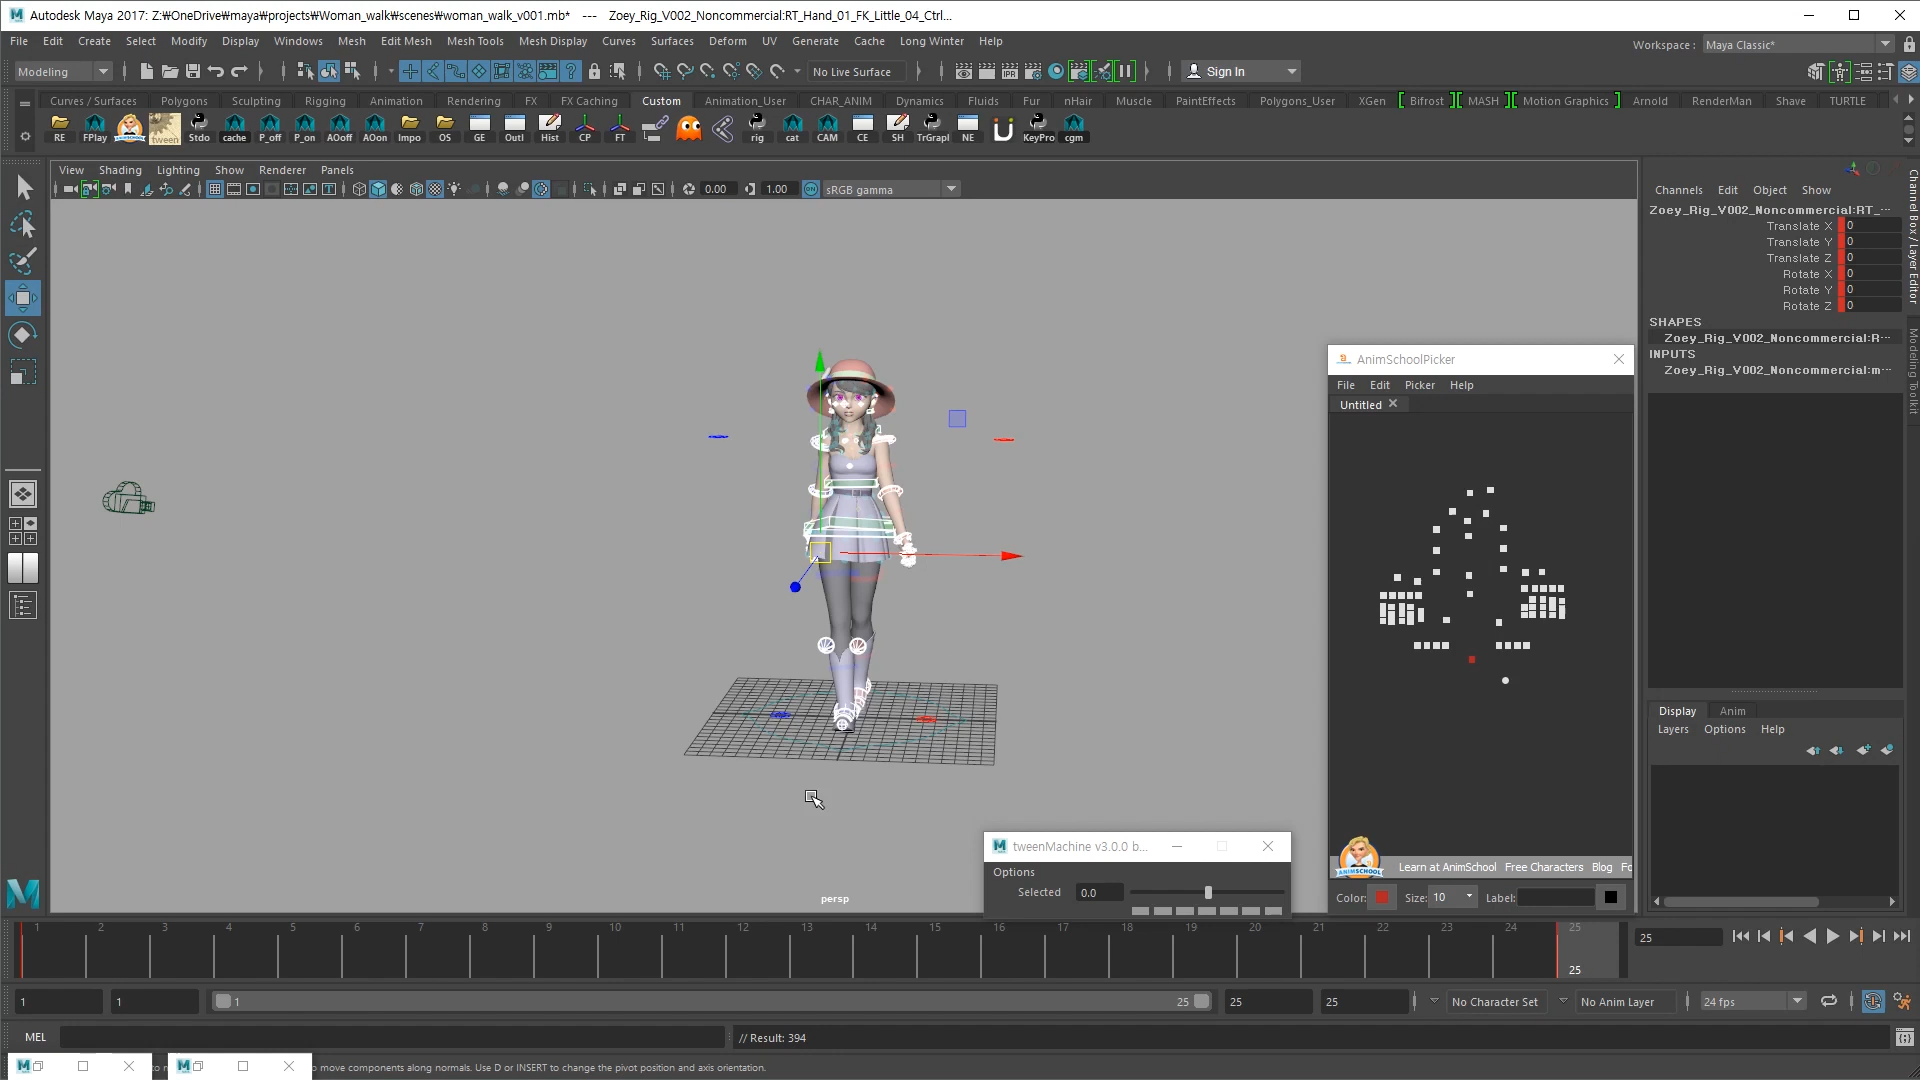 Autodesk Maya 2017: Z:₩OneDrive₩maya₩projects₩Woman_walk₩scenes₩woman_walk_v001.mb*   ---   Zoey_Rig_V002_Noncommercial:RT_Hand_01_FK_Little_04_Ctrl...
File Edit Create Select Modify Display Windows Mesh Edit Mesh Mesh Tools Mesh Display Curves Surfaces Deform UV Generate Cache Long Winter Help
Workspace : Maya Classic*
Modeling
No Live Surface
Sign In
Curves / Surfaces Polygons Sculpting Rigging Animation Rendering FX FX Caching Custom Animation_User CHAR_ANIM Dynamics Fluids Fur nHair Muscle PaintEffects Polygons_User XGen Bifrost MASH Motion Graphics Arnold RenderMan Shave TURTLE
RE FPlay tween Stdo cache P_off P_on AOoff AOon Impo OS GE Outl Hist CP FT rig cat CAM CE SH TrGrapl NE KeyPro cgm
View Shading Lighting Show Renderer Panels
0.00 1.00 ON sRGB gamma
Channels Edit Object Show
Zoey_Rig_V002_Noncommercial:RT_...
Translate X 0
Translate Y 0
Translate Z 0
Rotate X 0
Rotate Y 0
Rotate Z 0
SHAPES
Zoey_Rig_V002_Noncommercial:R...
INPUTS
Zoey_Rig_V002_Noncommercial:m...
Channel Box / Layer Editor
Modeling Toolkit
AnimSchoolPicker
File Edit Picker Help
Untitled
ANIMSCHOOL
Learn at AnimSchool Free Characters Blog Fo
Color: Size: 10 Label:
Display Anim
Layers Options Help
tweenMachine v3.0.0 b...
Options
Selected 0.0
persp
1 2 3 4 5 6 7 8 9 10 11 12 13 14 15 16 17 18 19 20 21 22 23 24 25
25
25
1 1 1 25 25 25 No Character Set No Anim Layer 24 fps
MEL // Result: 394
move components along normals. Use D or INSERT to change the pivot position and axis orientation.